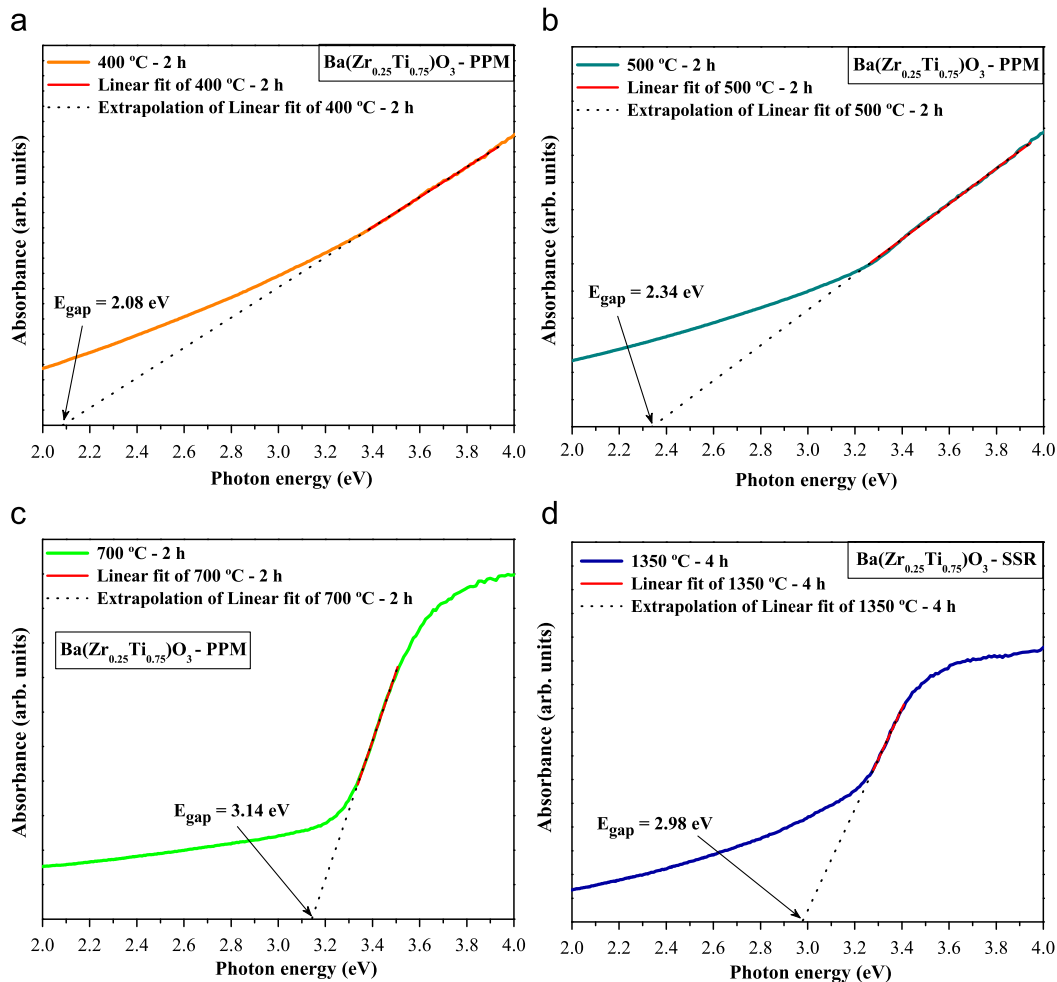 a
400 ºC - 2 h
Linear fit of 400 ºC - 2 h
Extrapolation of Linear fit of 400 ºC - 2 h
Ba(Zr0.25Ti0.75)O3 - PPM
Absorbance (arb. units)
Egap = 2.08 eV
2.0 2.2 2.4 2.6 2.8 3.0 3.2 3.4 3.6 3.8 4.0
Photon energy (eV)
b
500 ºC - 2 h
Linear fit of 500 ºC - 2 h
Extrapolation of Linear fit of 500 ºC - 2 h
Ba(Zr0.25Ti0.75)O3 - PPM
Absorbance (arb. units)
Egap = 2.34 eV
2.0 2.2 2.4 2.6 2.8 3.0 3.2 3.4 3.6 3.8 4.0
Photon energy (eV)
c
700 ºC - 2 h
Linear fit of 700 ºC - 2 h
Extrapolation of Linear fit of 700 ºC - 2 h
Ba(Zr0.25Ti0.75)O3 - PPM
Absorbance (arb. units)
Egap = 3.14 eV
2.0 2.2 2.4 2.6 2.8 3.0 3.2 3.4 3.6 3.8 4.0
Photon energy (eV)
d
1350 ºC - 4 h
Linear fit of 1350 ºC - 4 h
Extrapolation of Linear fit of 1350 ºC - 4 h
Ba(Zr0.25Ti0.75)O3 - SSR
Absorbance (arb. units)
Egap = 2.98 eV
2.0 2.2 2.4 2.6 2.8 3.0 3.2 3.4 3.6 3.8 4.0
Photon energy (eV)